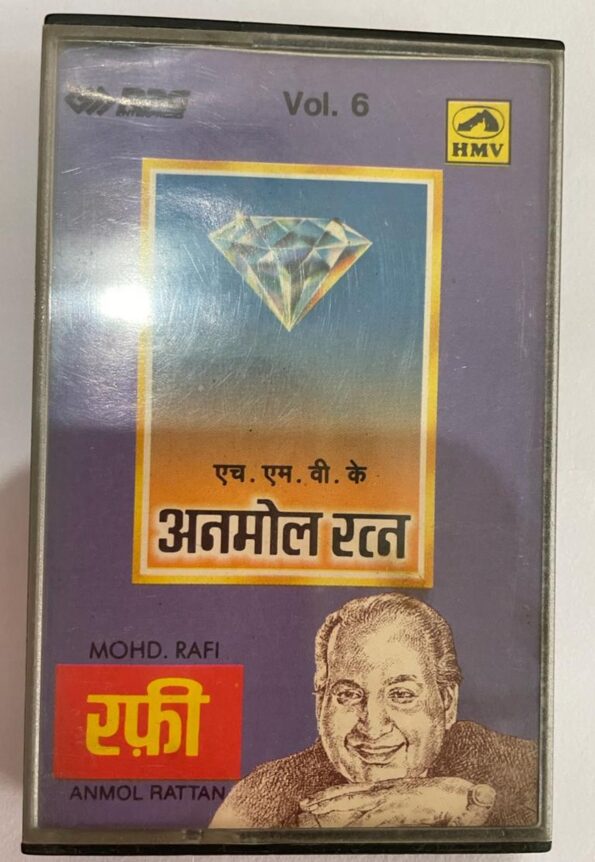 Vol. 6
HMV
एच. एम. वी. के
अनमोल रत्न
MOHD. RAFI
रफ़ी
ANMOL RATTAN